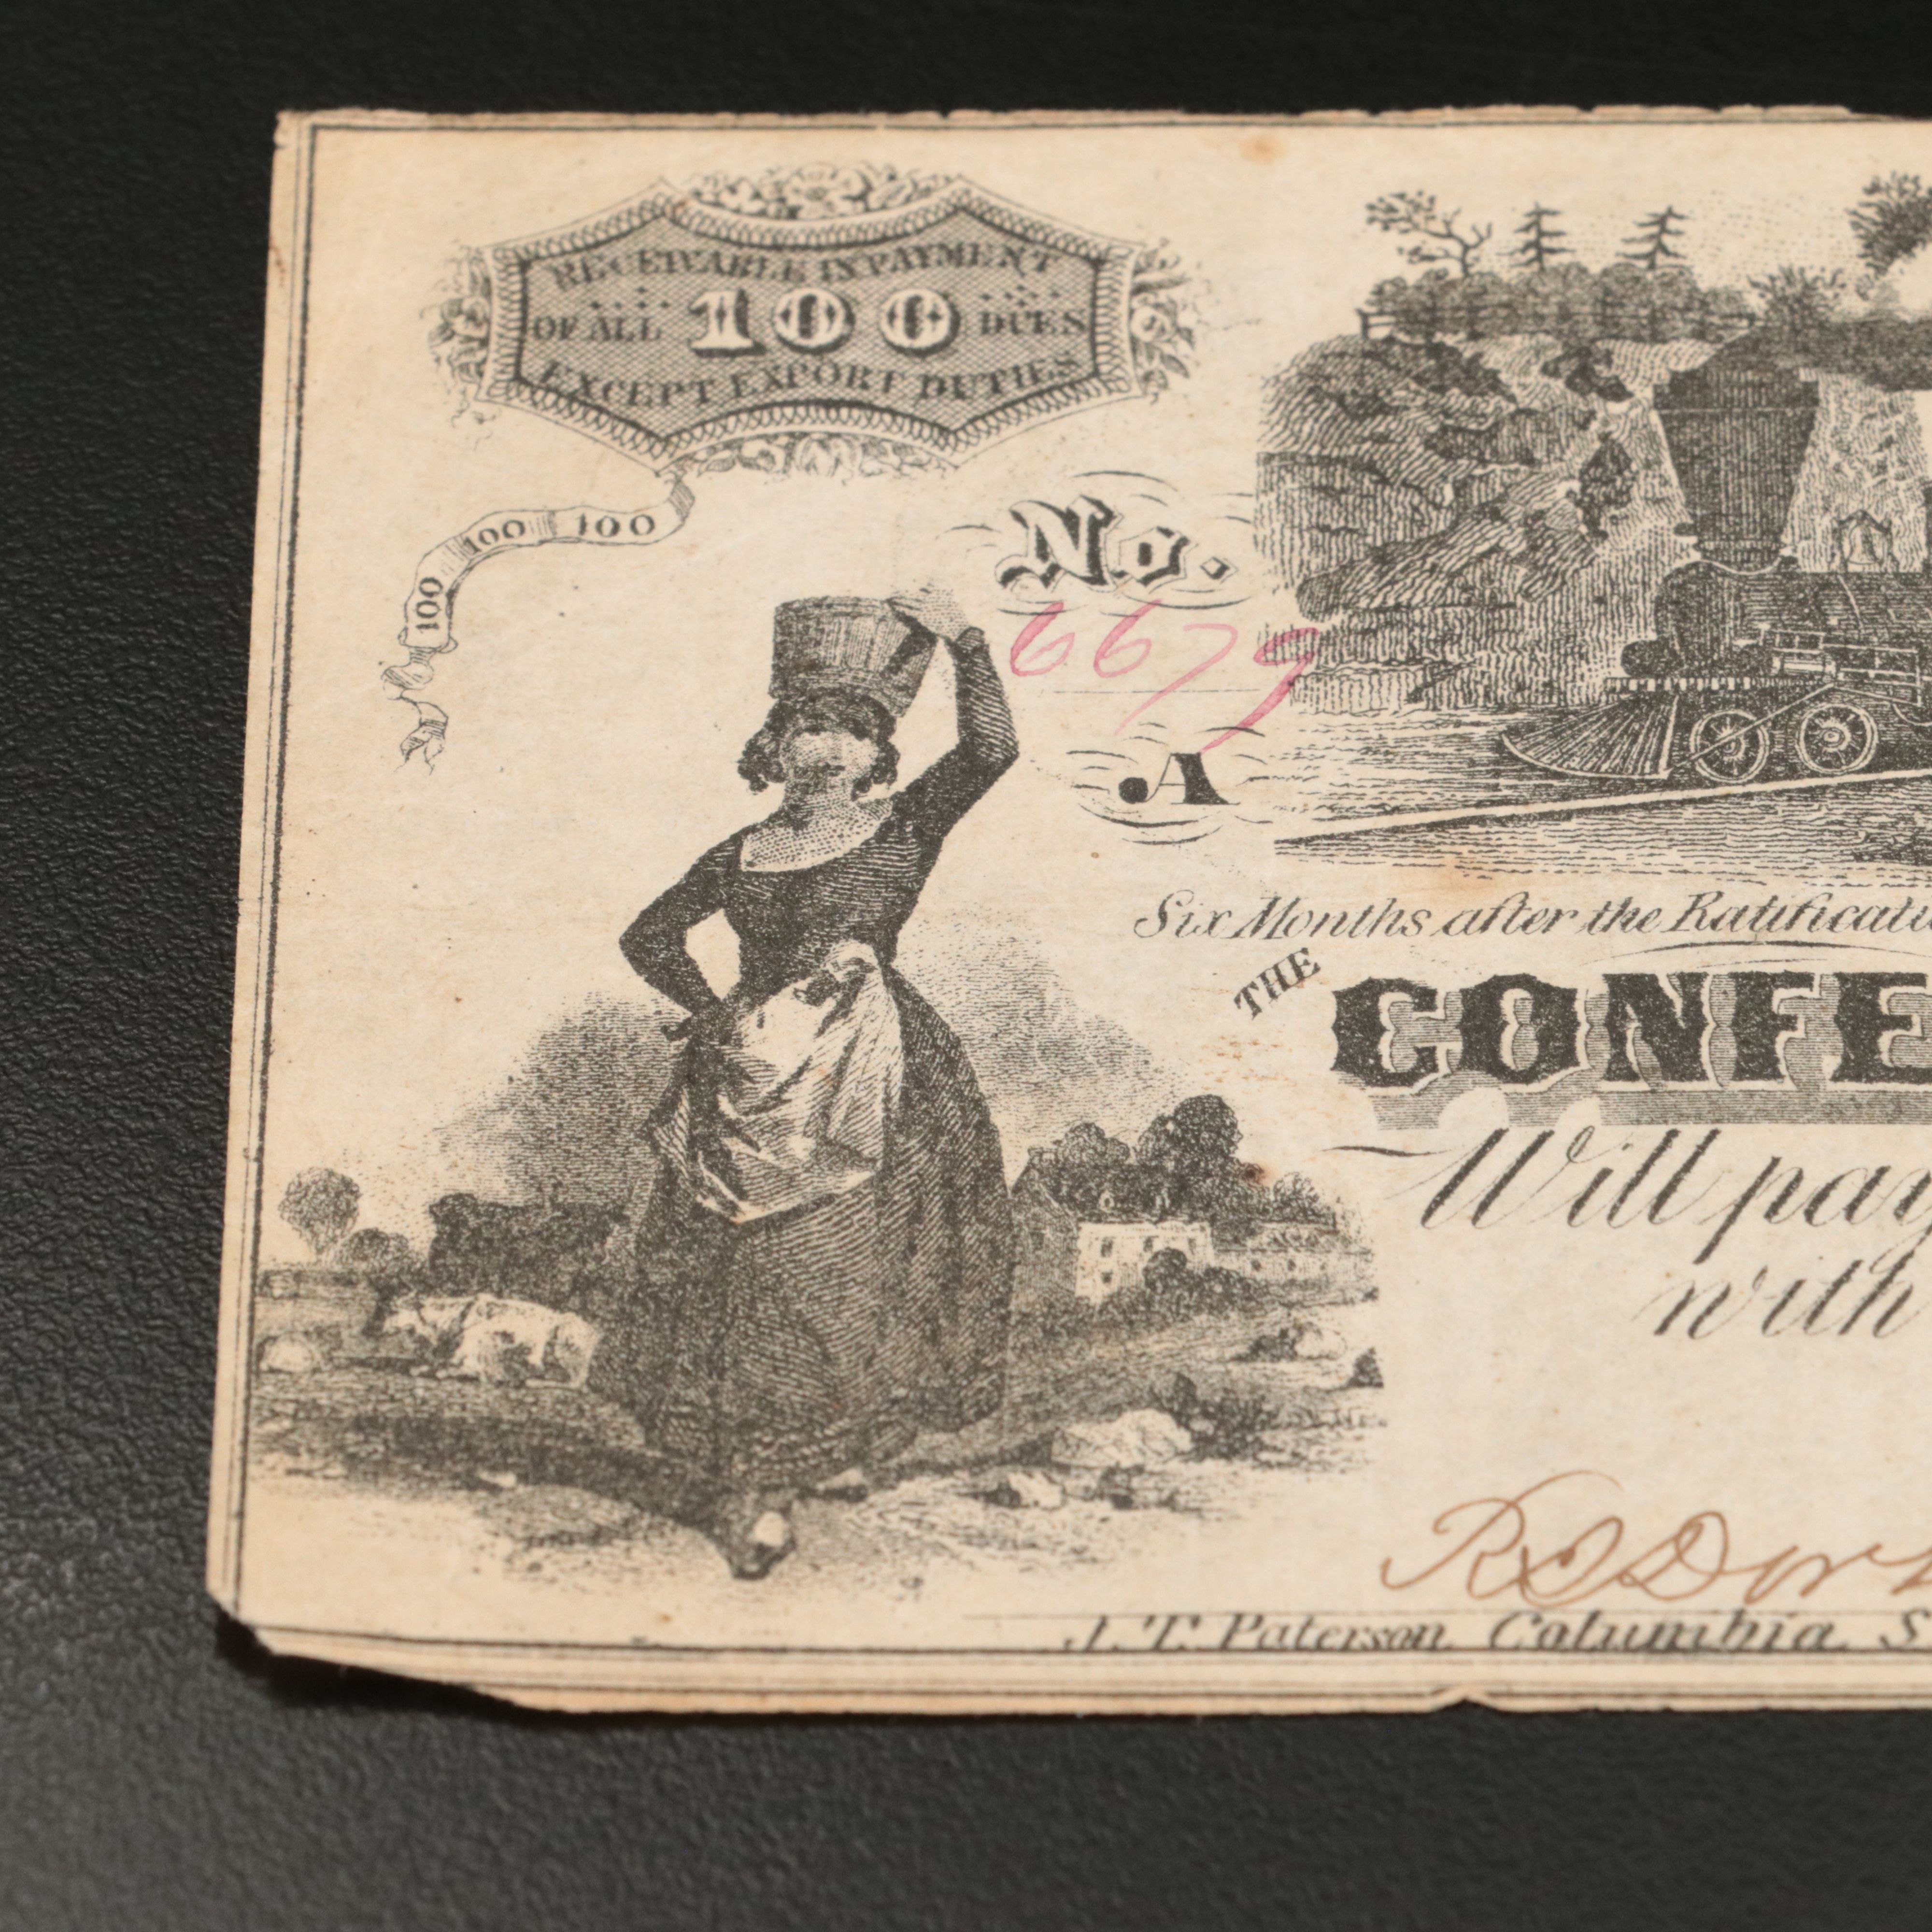 RECEIVABLE IN PAYMENT
OF ALL 100 DUES
EXCEPT EXPORT DUTIES
100 100 100
No.
6679
A
Six Months after the Ratificati
THE CONFE
Will pay
with
J. T. Paterson, Columbia, S